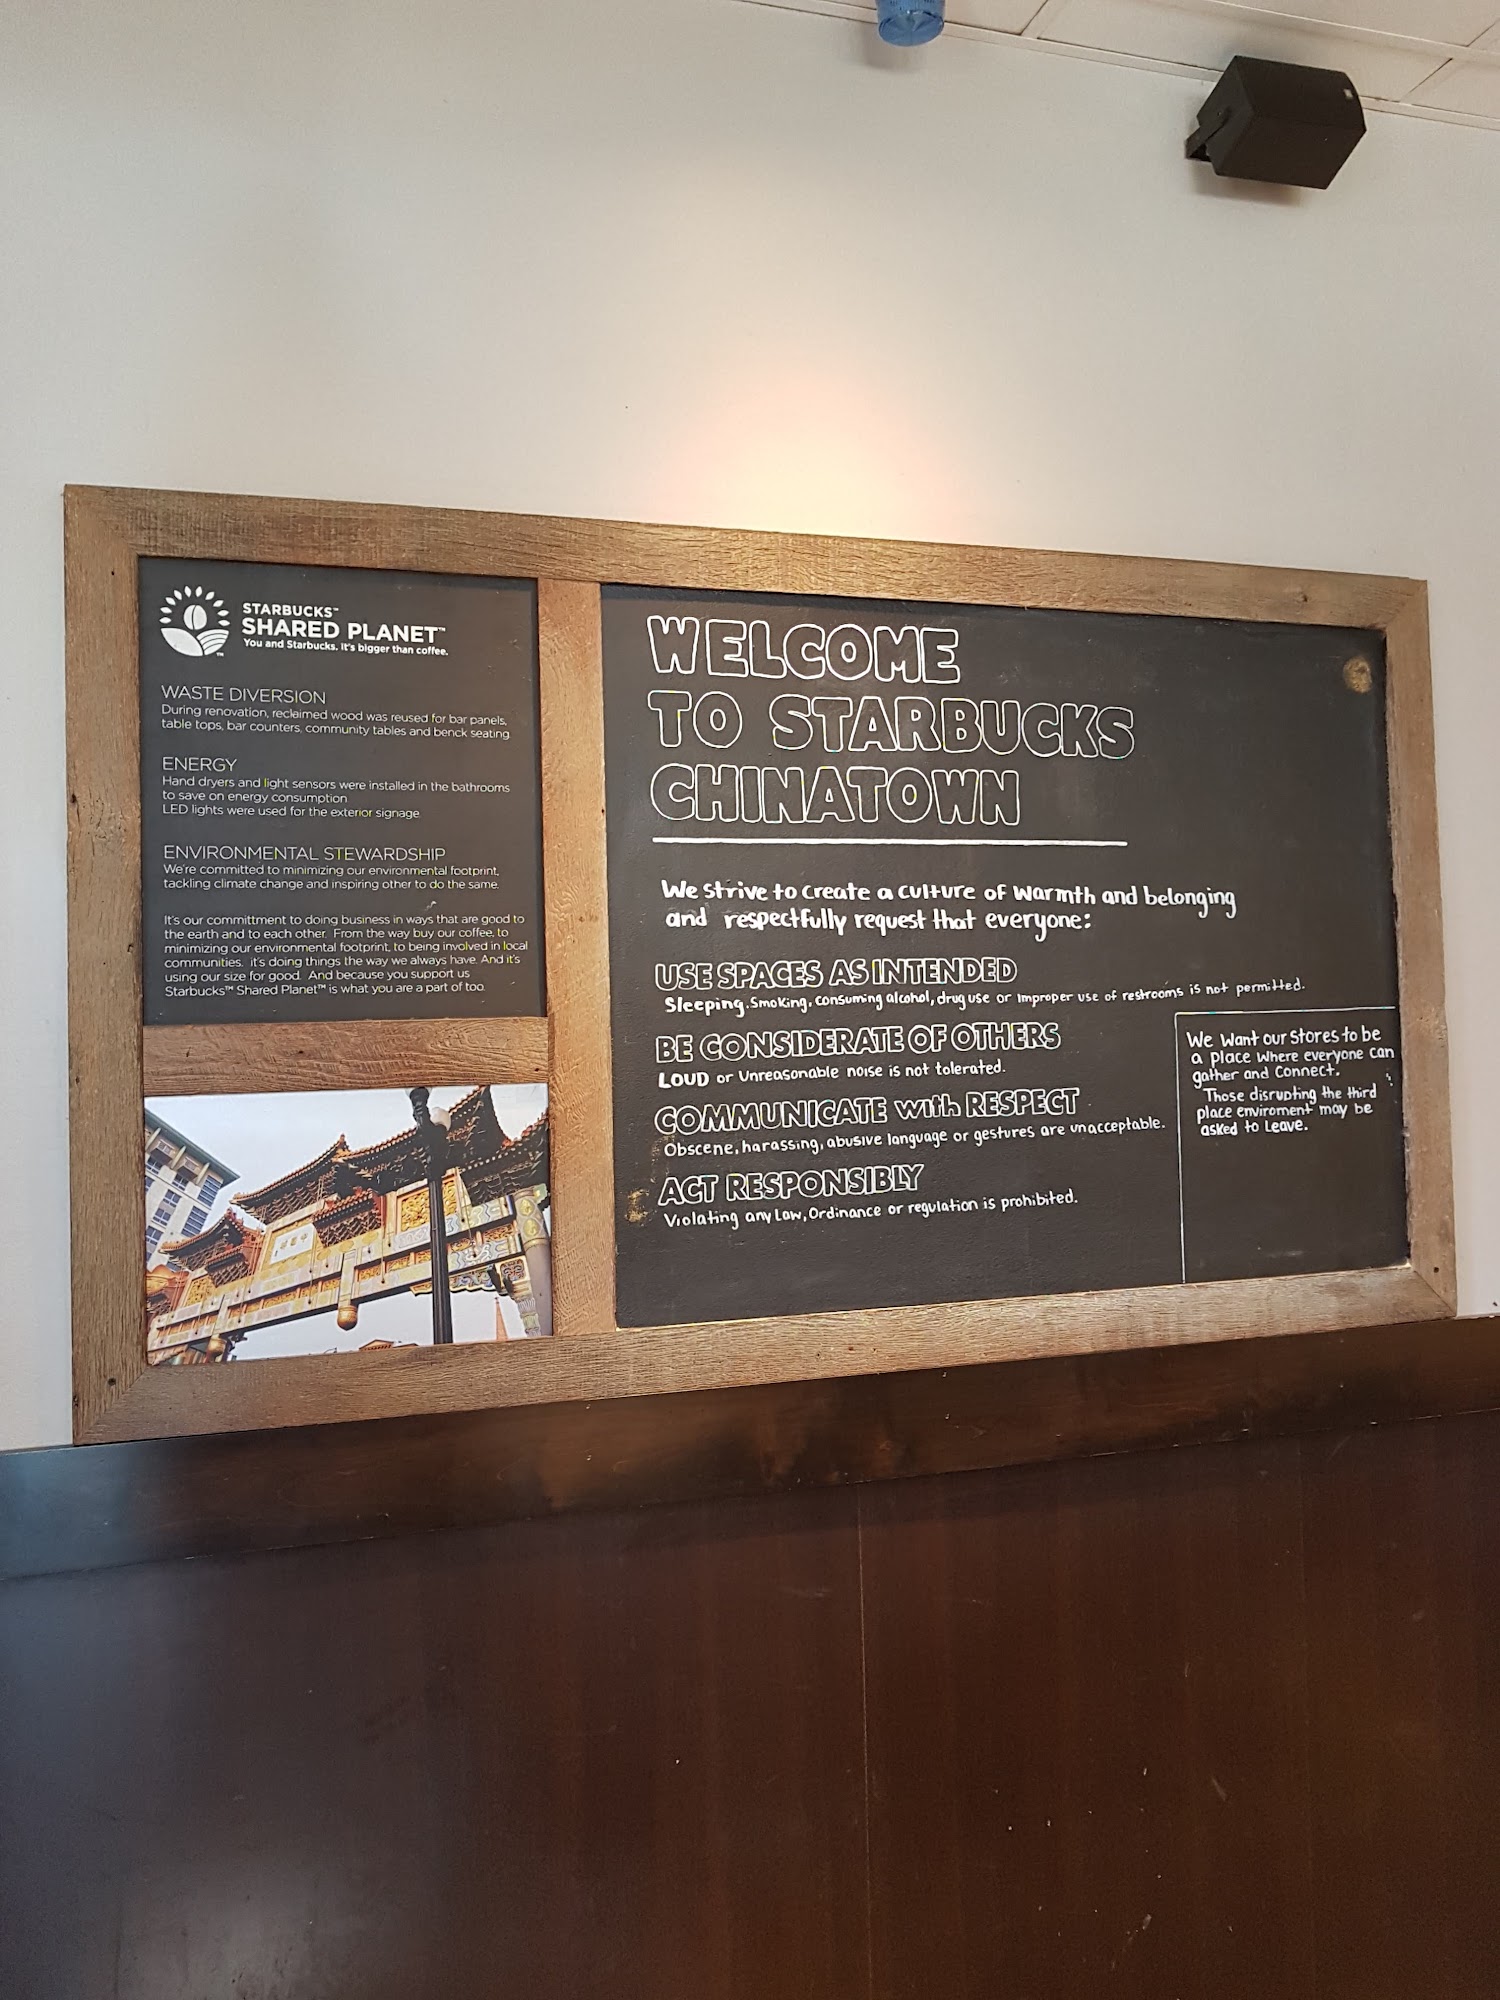 STARBUCKS™
SHARED PLANET™
You and Starbucks. It's bigger than coffee.
WASTE DIVERSION
During renovation, reclaimed wood was reused for bar panels,
table tops, bar counters, community tables and benck seating.
ENERGY
Hand dryers and light sensors were installed in the bathrooms
to save on energy consumption
LED lights were used for the exterior signage.
ENVIRONMENTAL STEWARDSHIP
We're committed to minimizing our environmental footprint,
tackling climate change and inspiring other to do the same.
It's our committment to doing business in ways that are good to
the earth and to each other. From the way buy our coffee, to
minimizing our environmental footprint, to being involved in local
communities. it's doing things the way we always have. And it's
using our size for good. And because you support us
Starbucks™ Shared Planet™ is what you are a part of too.
WELCOME
TO STARBUCKS
CHINATOWN
We strive to create a culture of warmth and belonging
and respectfully request that everyone:
USE SPACES AS INTENDED
Sleeping, Smoking, consuming alcohol, drug use or improper use of restrooms is not permitted.
BE CONSIDERATE OF OTHERS
LOUD or Unreasonable noise is not tolerated.
COMMUNICATE with RESPECT
Obscene, harassing, abusive language or gestures are unacceptable.
ACT RESPONSIBLY
Violating any Law, Ordinance or regulation is prohibited.
We Want our Stores to be
a place where everyone can
gather and Connect.
Those disrupting the third
place enviroment may be
asked to Leave.